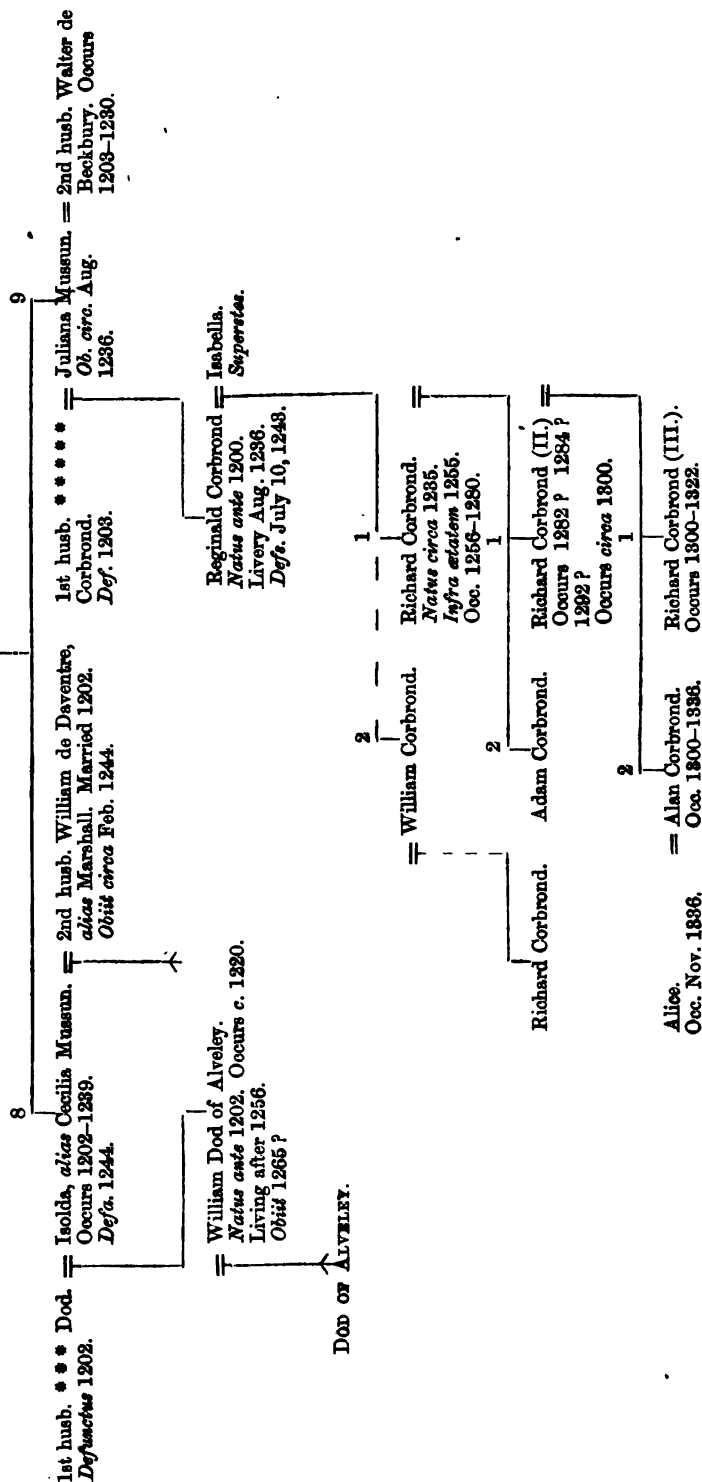 8
9
1st husb. * * * Dod.
Defunctus 1202.
= Isolda, alias Cecilia Mussun.
Occurs 1202–1239.
Defa. 1244.
= 2nd husb. William de Daventre,
alias Marshall. Married 1202.
Obiit circa Feb. 1244.
1st husb. * * * * *
Corbrond.
Def. 1203.
= Juliana Mussun.
Ob. circ. Aug.
1236.
= 2nd husb. Walter de
Beckbury. Occurs
1203–1230.
William Dod of Alveley.
Natus ante 1202. Occurs c. 1220.
Living after 1256.
Obiit 1265?
Reginald Corbrond
Natus ante 1200.
Livery Aug. 1236.
Defs. July 10, 1243.
= Isabella.
Superstes.
DOD OF ALVELEY.
2
1
= William Corbrond.
Richard Corbrond.
Natus circa 1235.
Infra ætatem 1255.
Occ. 1256–1280.
=
2
1
Richard Corbrond.
Adam Corbrond.
Richard Corbrond (II.)
Occurs 1282? 1284?
1292?
Occurs circa 1300.
=
2
1
Alice.
Occ. Nov. 1336.
= Alan Corbrond.
Occ. 1300–1336.
Richard Corbrond (III.).
Occurs 1300–1322.